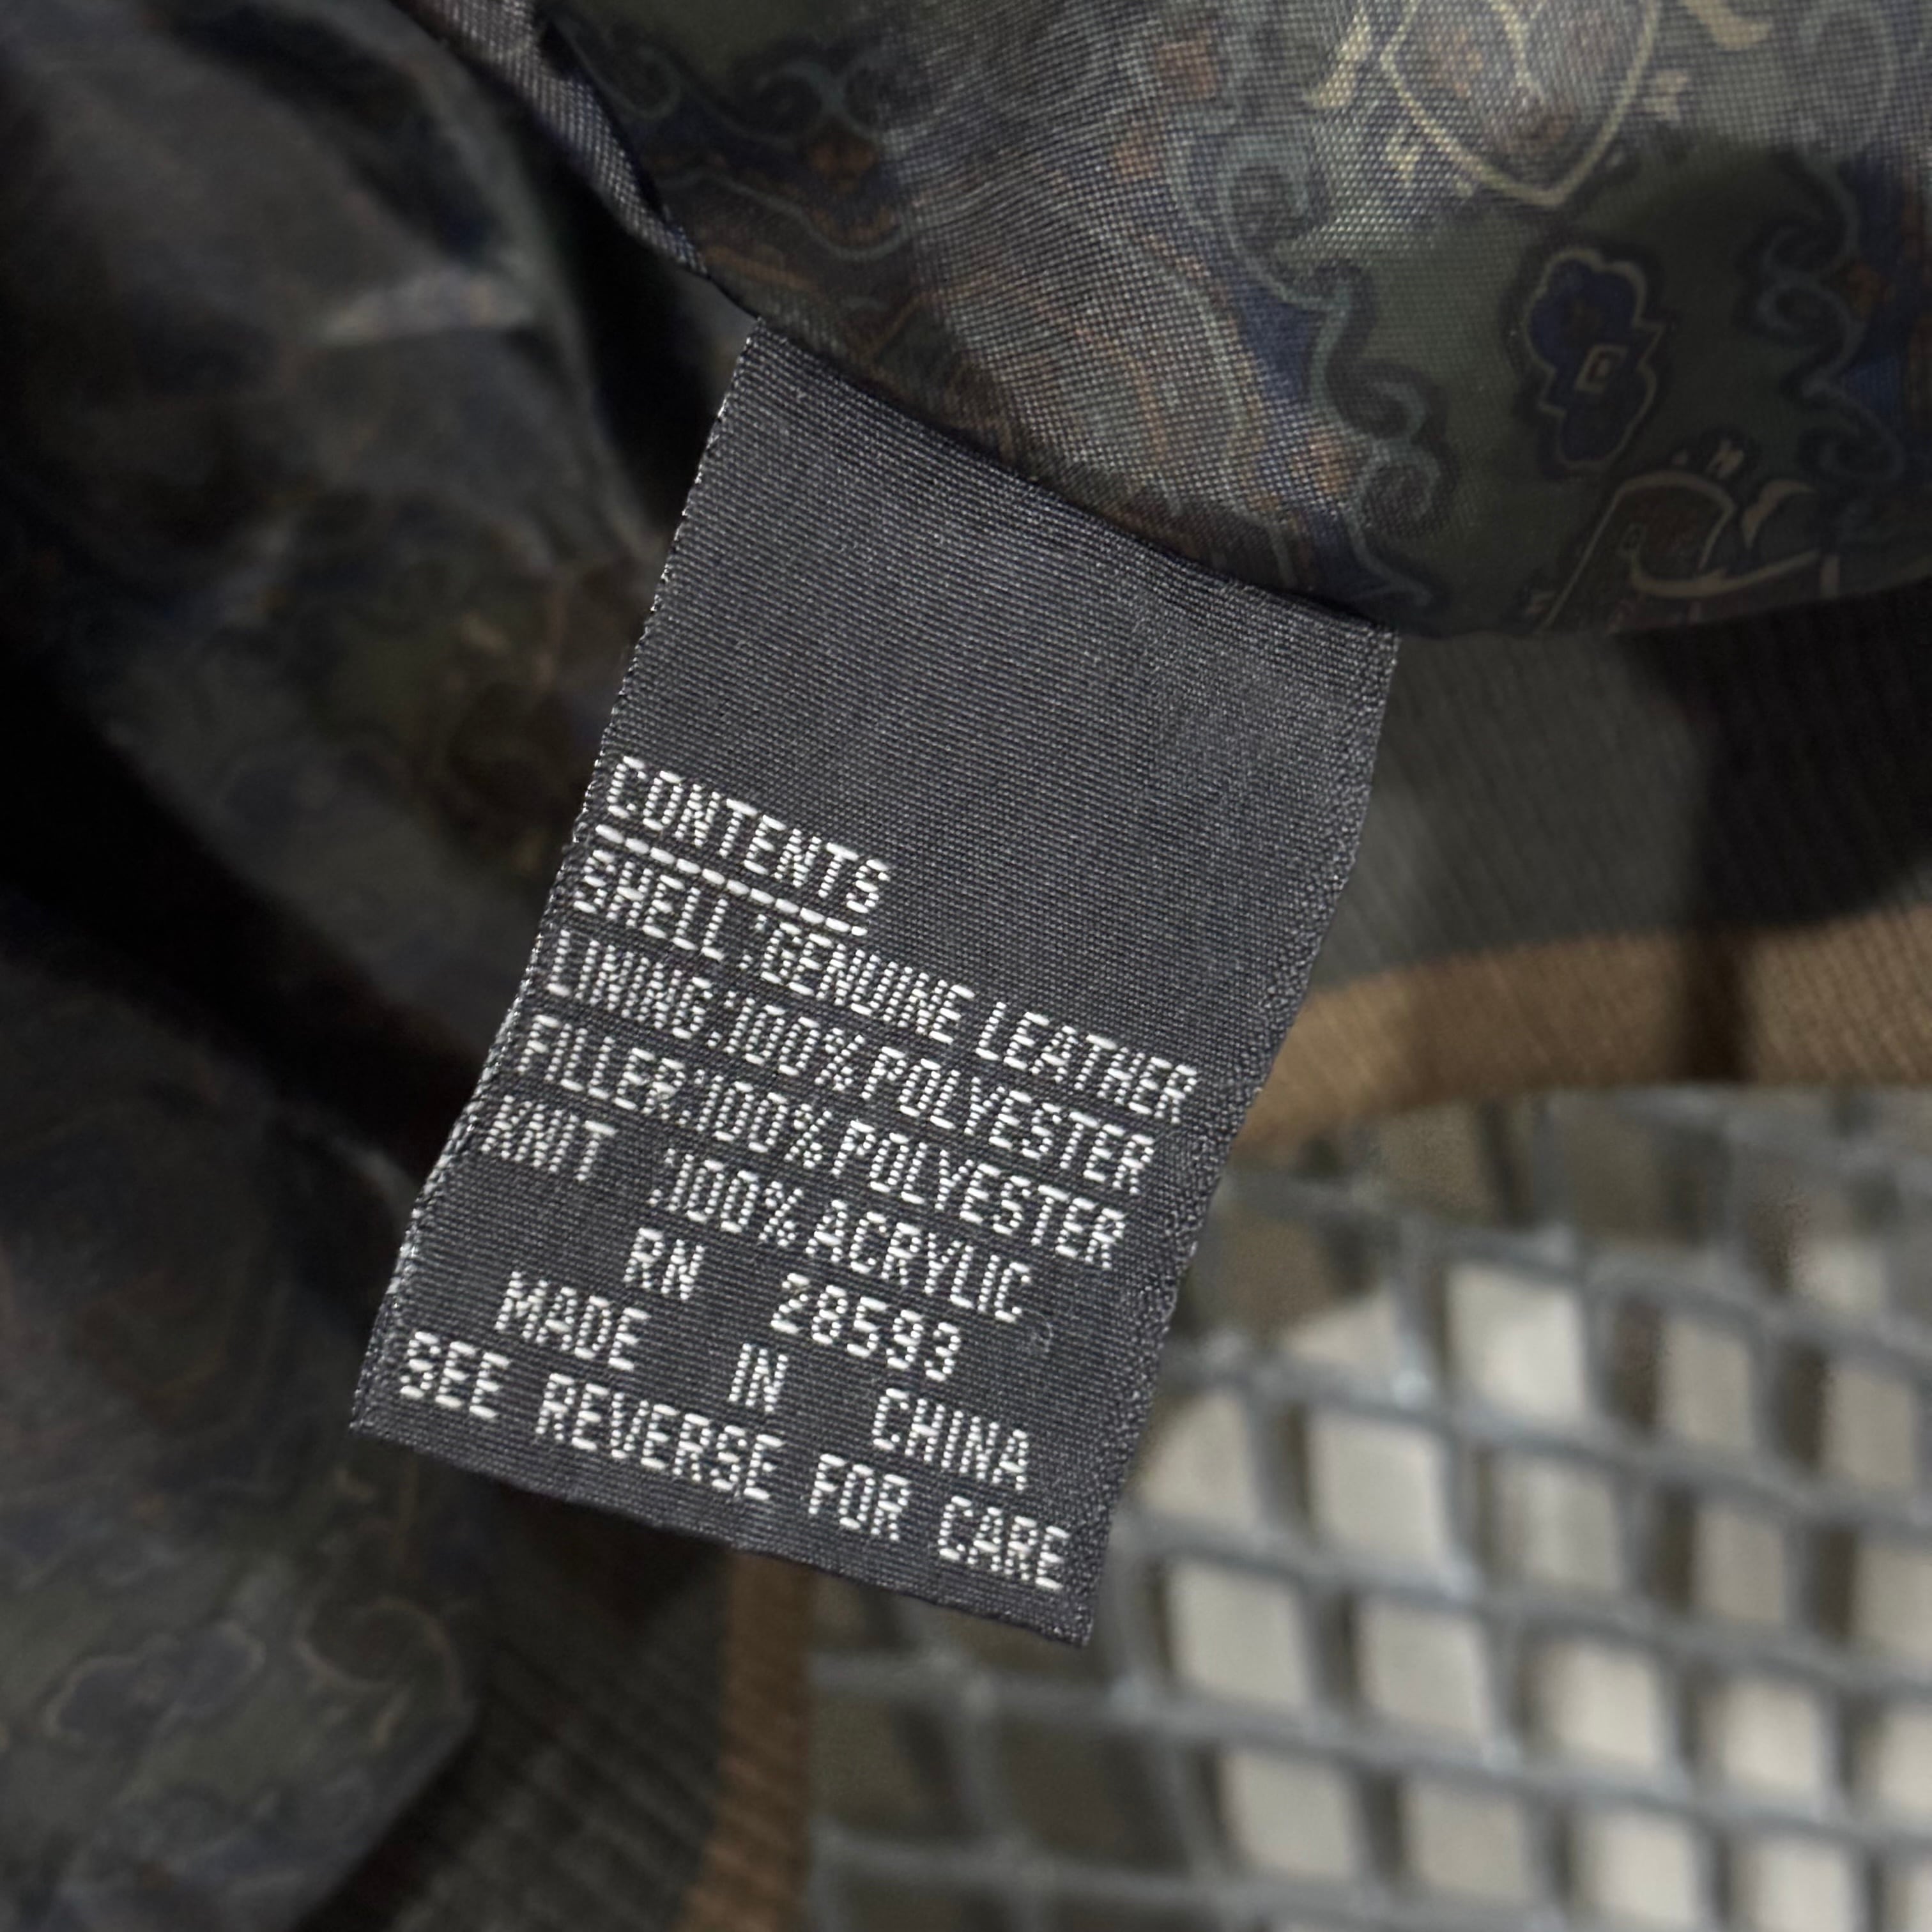 CONTENTS
SHELL:GENUINE LEATHER
LINING:100% POLYESTER
FILLER:100% POLYESTER
KNIT :100% ACRYLIC
RN 28593
MADE IN CHINA
SEE REVERSE FOR CARE